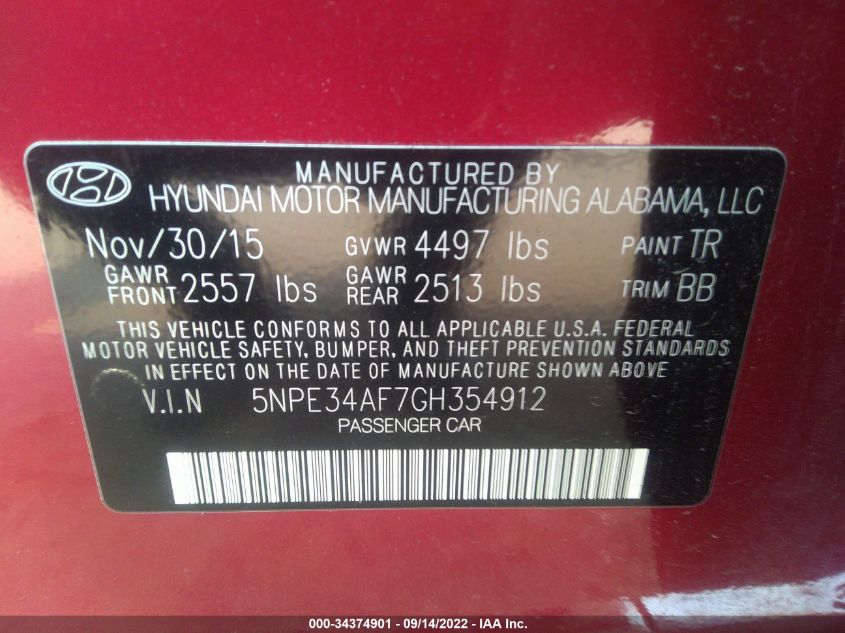 MANUFACTURED BY
HYUNDAI MOTOR MANUFACTURING ALABAMA, LLC
Nov/30/15 GVWR 4497 lbs PAINT TR
GAWR FRONT 2557 lbs GAWR REAR 2513 lbs TRIM BB
THIS VEHICLE CONFORMS TO ALL APPLICABLE U.S.A. FEDERAL
MOTOR VEHICLE SAFETY, BUMPER, AND THEFT PREVENTION STANDARDS
IN EFFECT ON THE DATE OF MANUFACTURE SHOWN ABOVE
V.I.N 5NPE34AF7GH354912
PASSENGER CAR
000-34374901 - 09/14/2022 - IAA Inc.